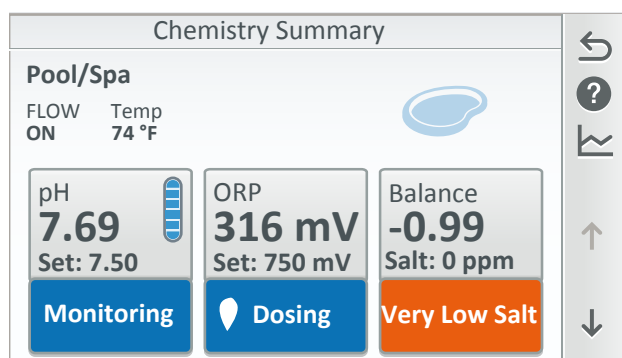 Chemistry Summary
Pool/Spa
FLOW Temp
ON 74 °F
pH
7.69
Set: 7.50
Monitoring
ORP
316 mV
Set: 750 mV
Dosing
Balance
-0.99
Salt: 0 ppm
Very Low Salt
?